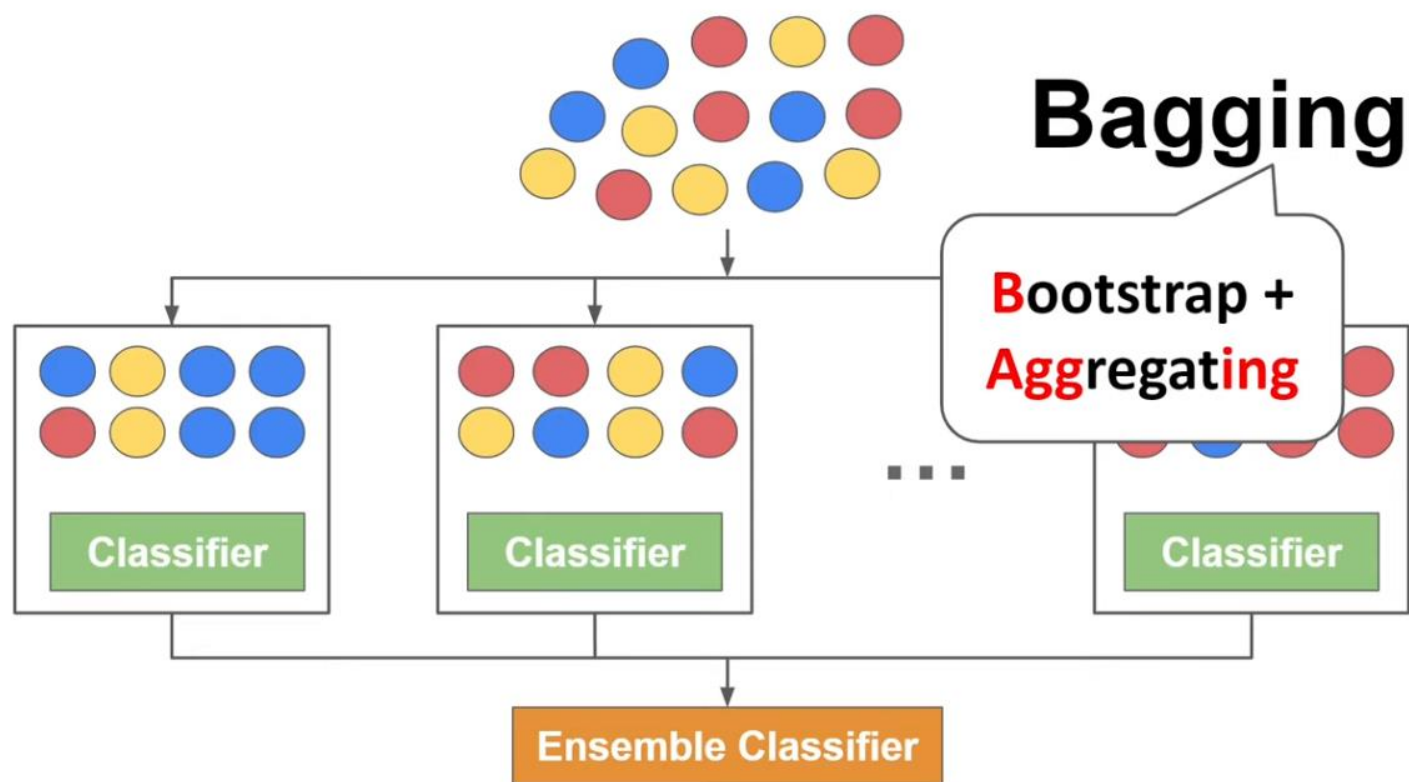 Bagging
Bootstrap +
Aggregating
...
Classifier
Classifier
Classifier
Ensemble Classifier